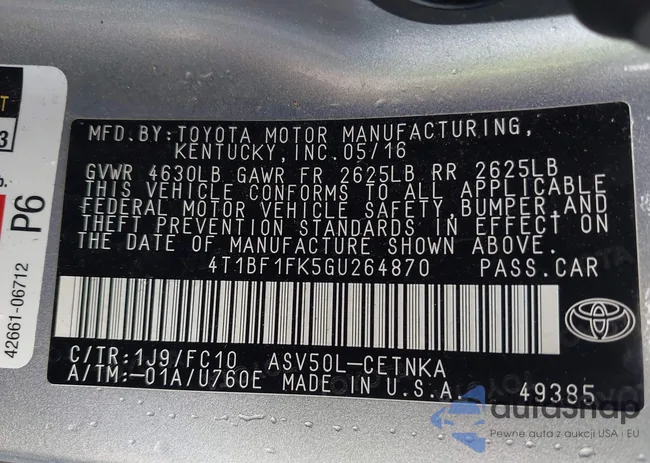 MFD.BY:TOYOTA MOTOR MANUFACTURING,
KENTUCKY,INC.05/16
GVWR 4630LB GAWR FR 2625LB RR 2625LB
THIS VEHICLE CONFORMS TO ALL APPLICABLE
FEDERAL MOTOR VEHICLE SAFETY,BUMPER,AND
THEFT PREVENTION STANDARDS IN EFFECT ON
THE DATE OF MANUFACTURE SHOWN ABOVE.
4T1BF1FK5GU264870 PASS.CAR
C/TR:1J9/FC10 ASV50L-CETNKA
A/TM:-01A/U760E MADE IN U.S.A. 49385
P6
42661-06712
autoshap
Pewne auta z aukcji USA i EU